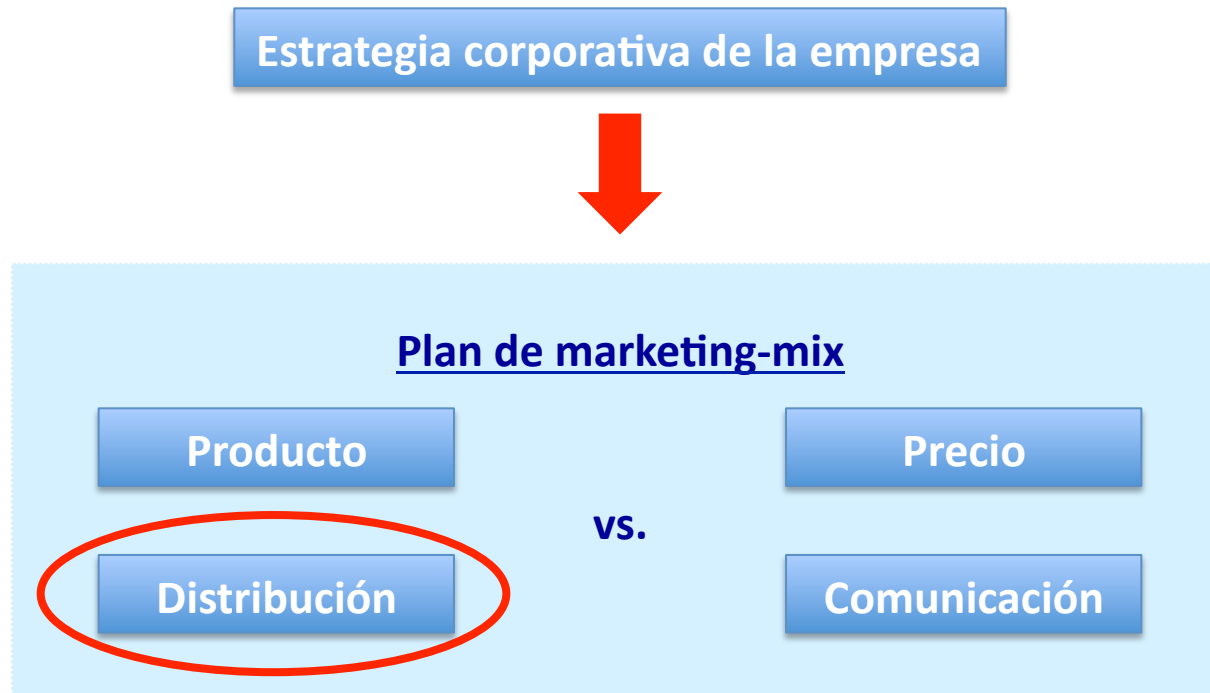 Estrategia corporativa de la empresa
Plan de marketing-mix
Producto
Precio
vs.
Distribución
Comunicación